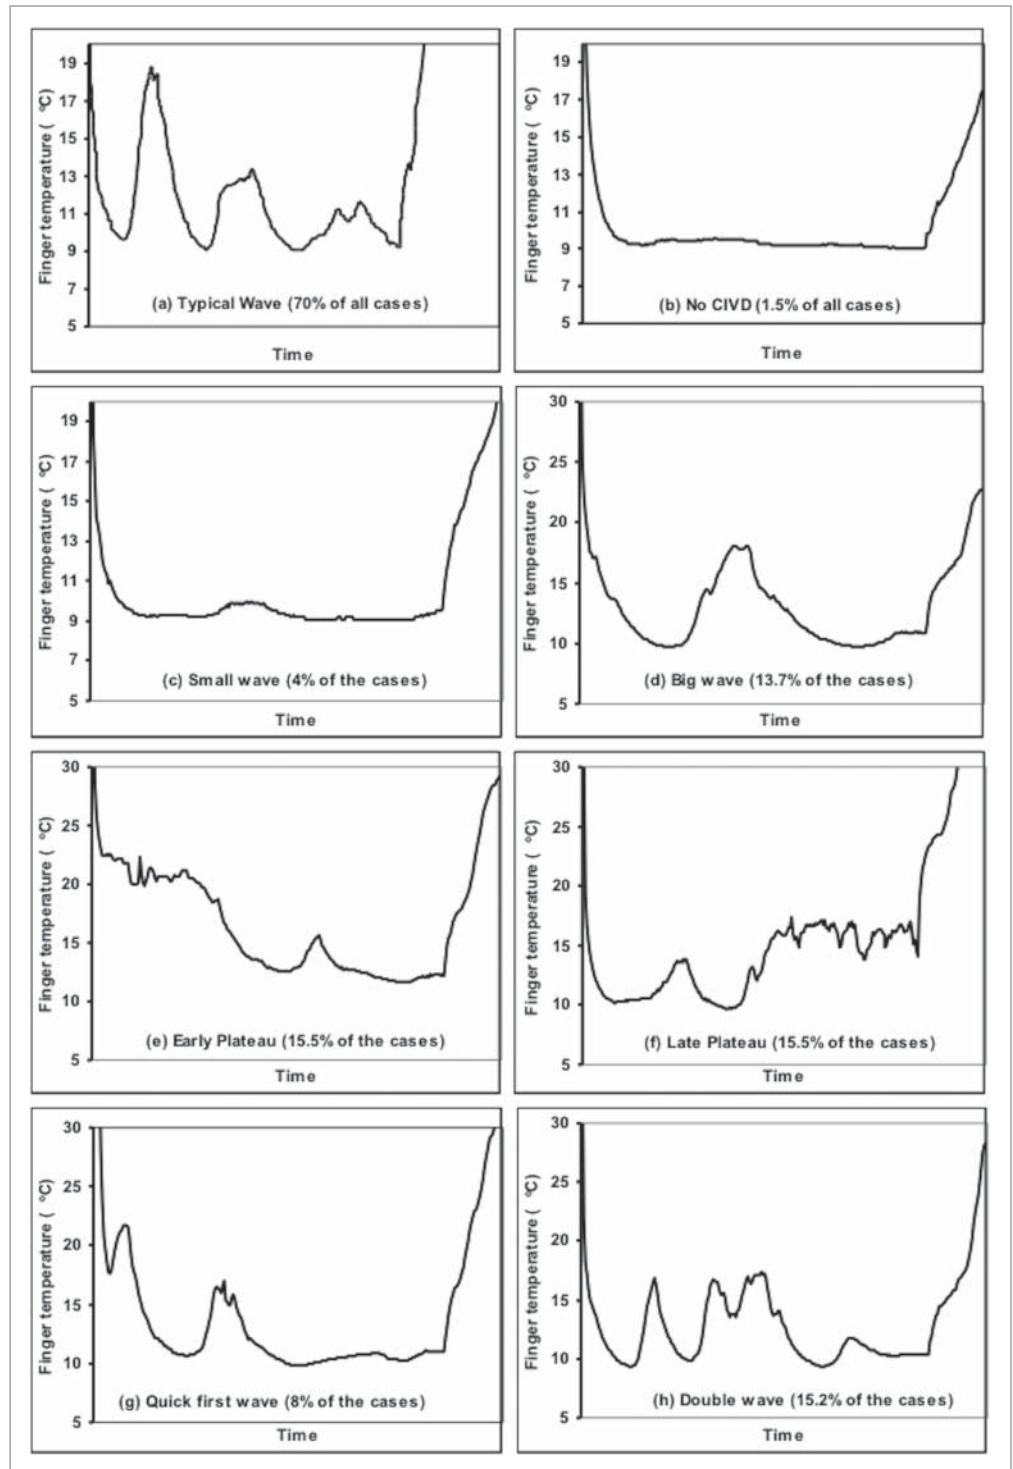 Finger temperature ( °C)
19
17
15
13
11
9
7
5
(a) Typical Wave (70% of all cases)
Time
Finger temperature ( °C)
19
17
15
13
11
9
7
5
(b) No CIVD (1.5% of all cases)
Time
Finger temperature ( °C)
19
17
15
13
11
9
7
5
(c) Small wave (4% of the cases)
Time
Finger temperature ( °C)
30
25
20
15
10
5
(d) Big wave (13.7% of the cases)
Time
Finger temperature ( °C)
30
25
20
15
10
5
(e) Early Plateau (15.5% of the cases)
Time
Finger temperature ( °C)
30
25
20
15
10
5
(f) Late Plateau (15.5% of the cases)
Time
Finger temperature ( °C)
30
25
20
15
10
5
(g) Quick first wave (8% of the cases)
Time
Finger temperature ( °C)
30
25
20
15
10
5
(h) Double wave (15.2% of the cases)
Time